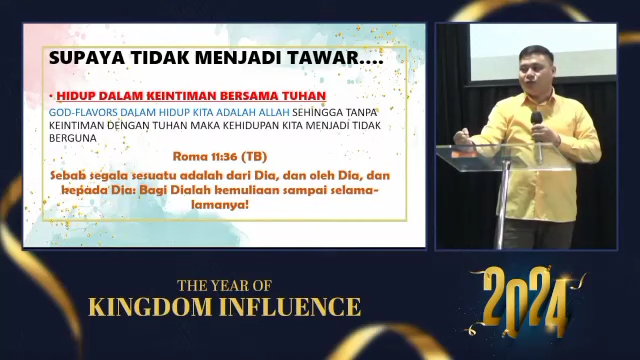 SUPAYA TIDAK MENJADI TAWAR....
• HIDUP DALAM KEINTIMAN BERSAMA TUHAN
GOD-FLAVORS DALAM HIDUP KITA ADALAH ALLAH SEHINGGA TANPA
KEINTIMAN DENGAN TUHAN MAKA KEHIDUPAN KITA MENJADI TIDAK
BERGUNA
Roma 11:36 (TB)
Sebab segala sesuatu adalah dari Dia, dan oleh Dia, dan
kepada Dia: Bagi Dialah kemuliaan sampai selama-
lamanya!
THE YEAR OF
KINGDOM INFLUENCE
2024